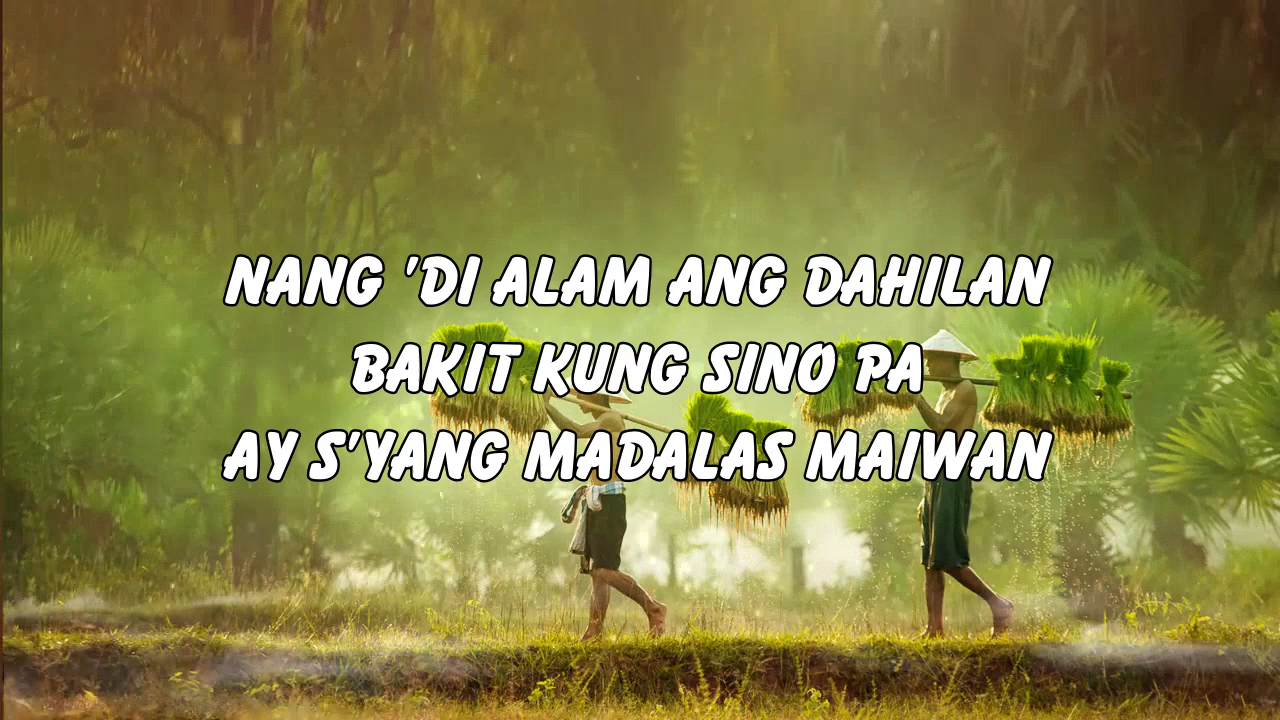 NANG 'DI ALAM ANG DAHILAN
BAKIT KUNG SINO PA
AY S'YANG MADALAS MAIWAN